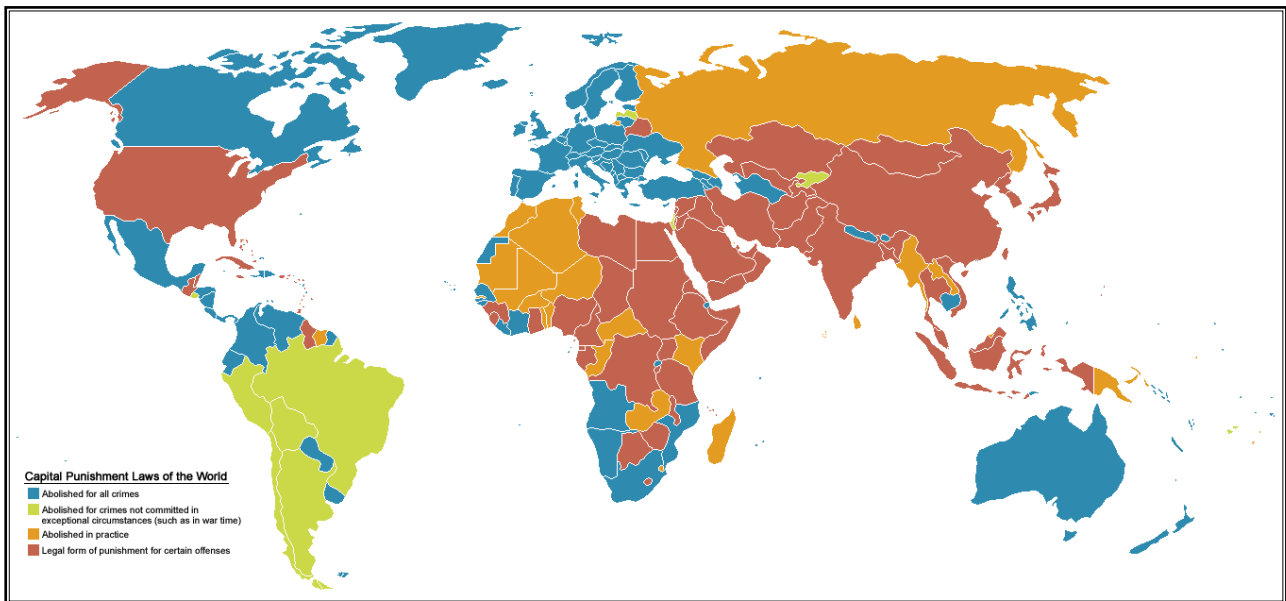 Capital Punishment Laws of the World
Abolished for all crimes
Abolished for crimes not committed in
exceptional circumstances (such as in war time)
Abolished in practice
Legal form of punishment for certain offenses